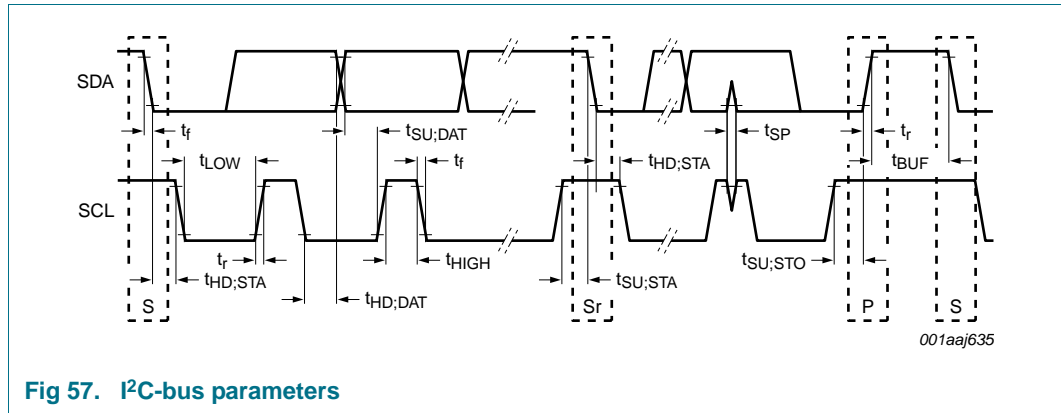 SDA
t_f
t_SU;DAT
t_SP
t_r
t_LOW
t_f
t_HD;STA
t_BUF
SCL
t_r
t_HIGH
t_SU;STO
t_HD;STA
t_SU;STA
t_HD;DAT
S
Sr
P
S
001aaj635
Fig 57. I²C-bus parameters